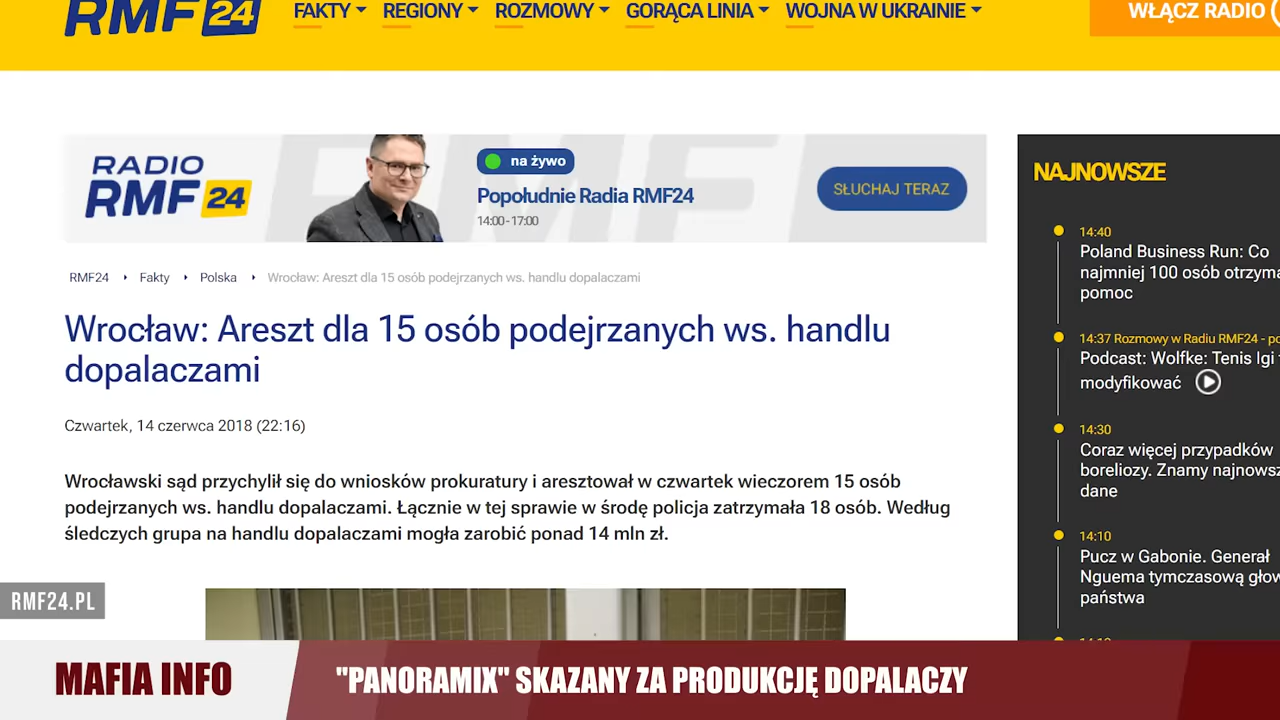 RMF 24
FAKTY
REGIONY
ROZMOWY
GORĄCA LINIA
WOJNA W UKRAINIE
WŁĄCZ RADIO
RADIO
RMF 24
na żywo
Popołudnie Radia RMF24
14:00 - 17:00
SŁUCHAJ TERAZ
RMF24
Fakty
Polska
Wrocław: Areszt dla 15 osób podejrzanych ws. handlu dopalaczami
Wrocław: Areszt dla 15 osób podejrzanych ws. handlu
dopalaczami
Czwartek, 14 czerwca 2018 (22:16)
Wrocławski sąd przychylił się do wniosków prokuratury i aresztował w czwartek wieczorem 15 osób
podejrzanych ws. handlu dopalaczami. Łącznie w tej sprawie w środę policja zatrzymała 18 osób. Według
śledczych grupa na handlu dopalaczami mogła zarobić ponad 14 mln zł.
NAJNOWSZE
14:40
Poland Business Run: Co
najmniej 100 osób otrzyma
pomoc
14:37 Rozmowy w Radiu RMF24 - po
Podcast: Wolfke: Tenis Igi
modyfikować
14:30
Coraz więcej przypadków
boreliozy. Znamy najnowsz
dane
14:10
Pucz w Gabonie. Generał
Nguema tymczasową głow
państwa
RMF24.PL
MAFIA INFO
"PANORAMIX" SKAZANY ZA PRODUKCJĘ DOPALACZY